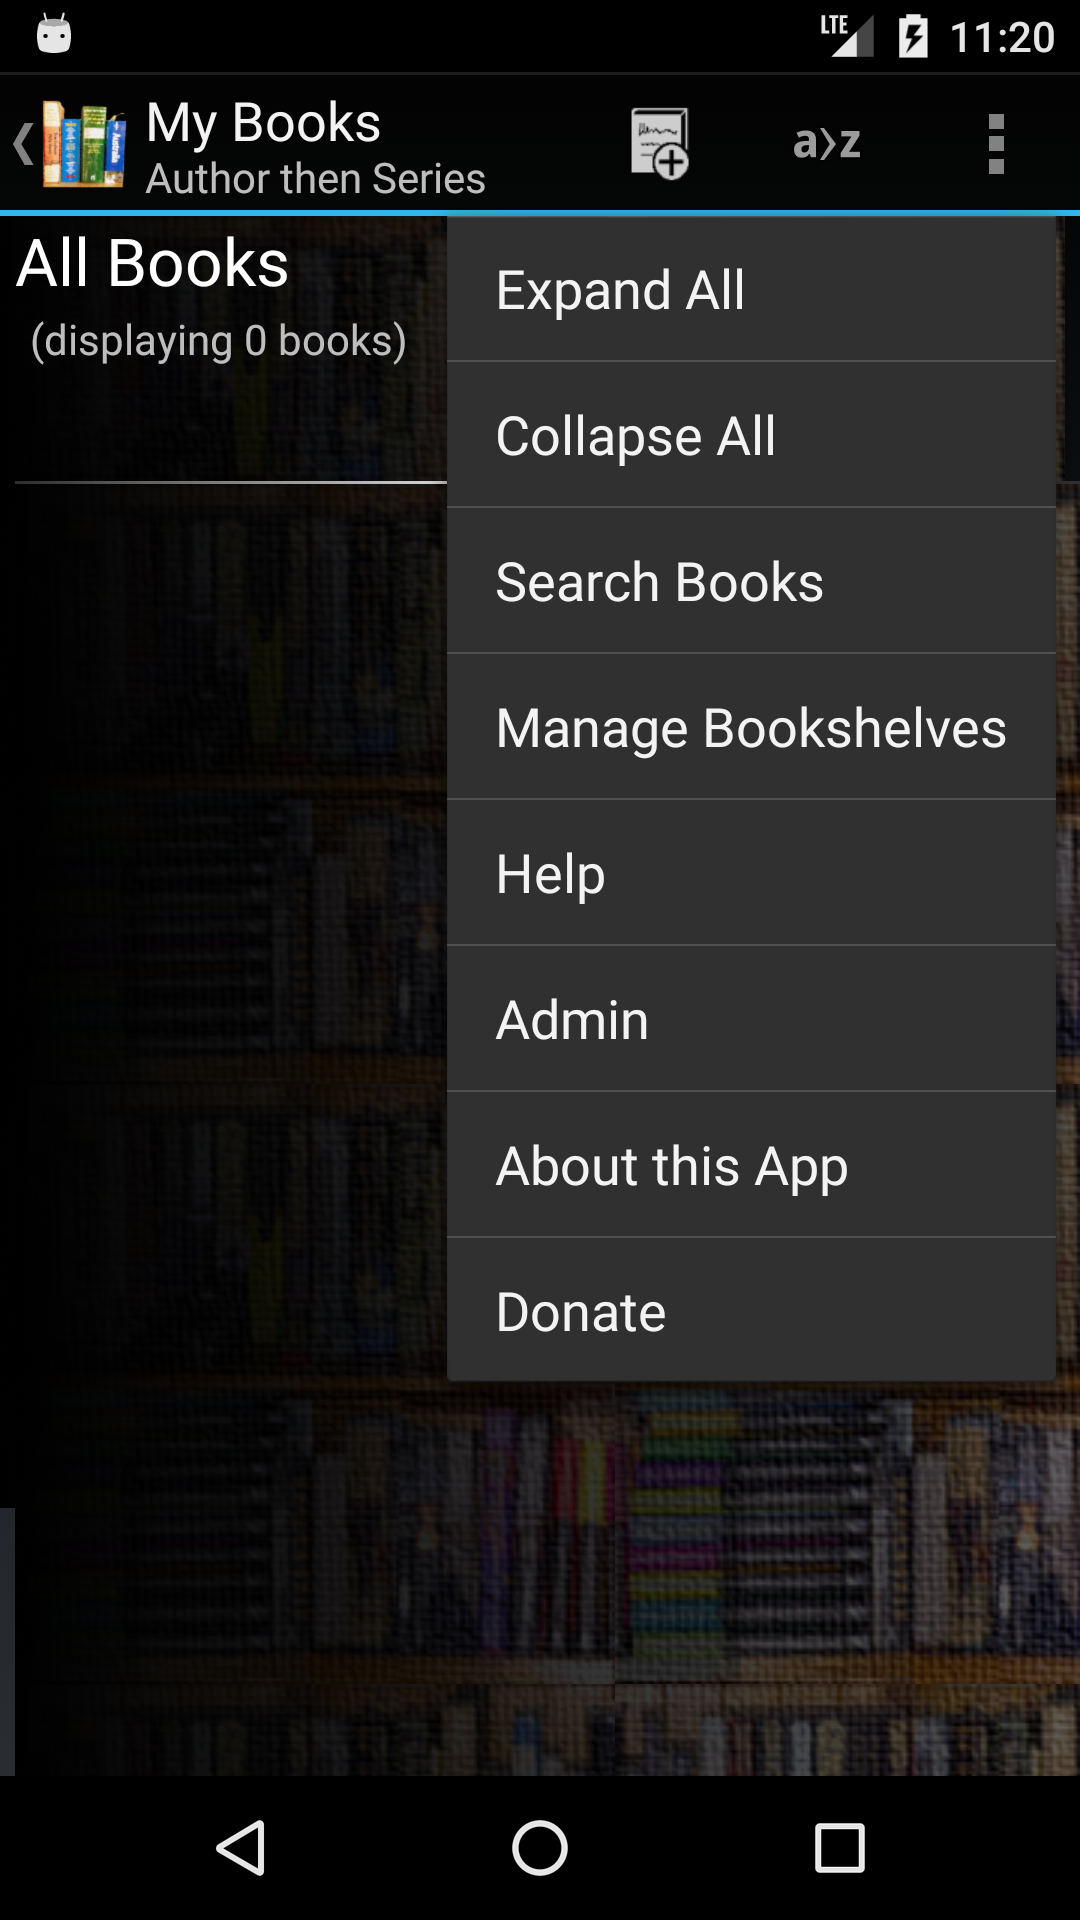 LTE 11:20
My Books
Author then Series
a›z
All Books
(displaying 0 books)
Expand All
Collapse All
Search Books
Manage Bookshelves
Help
Admin
About this App
Donate